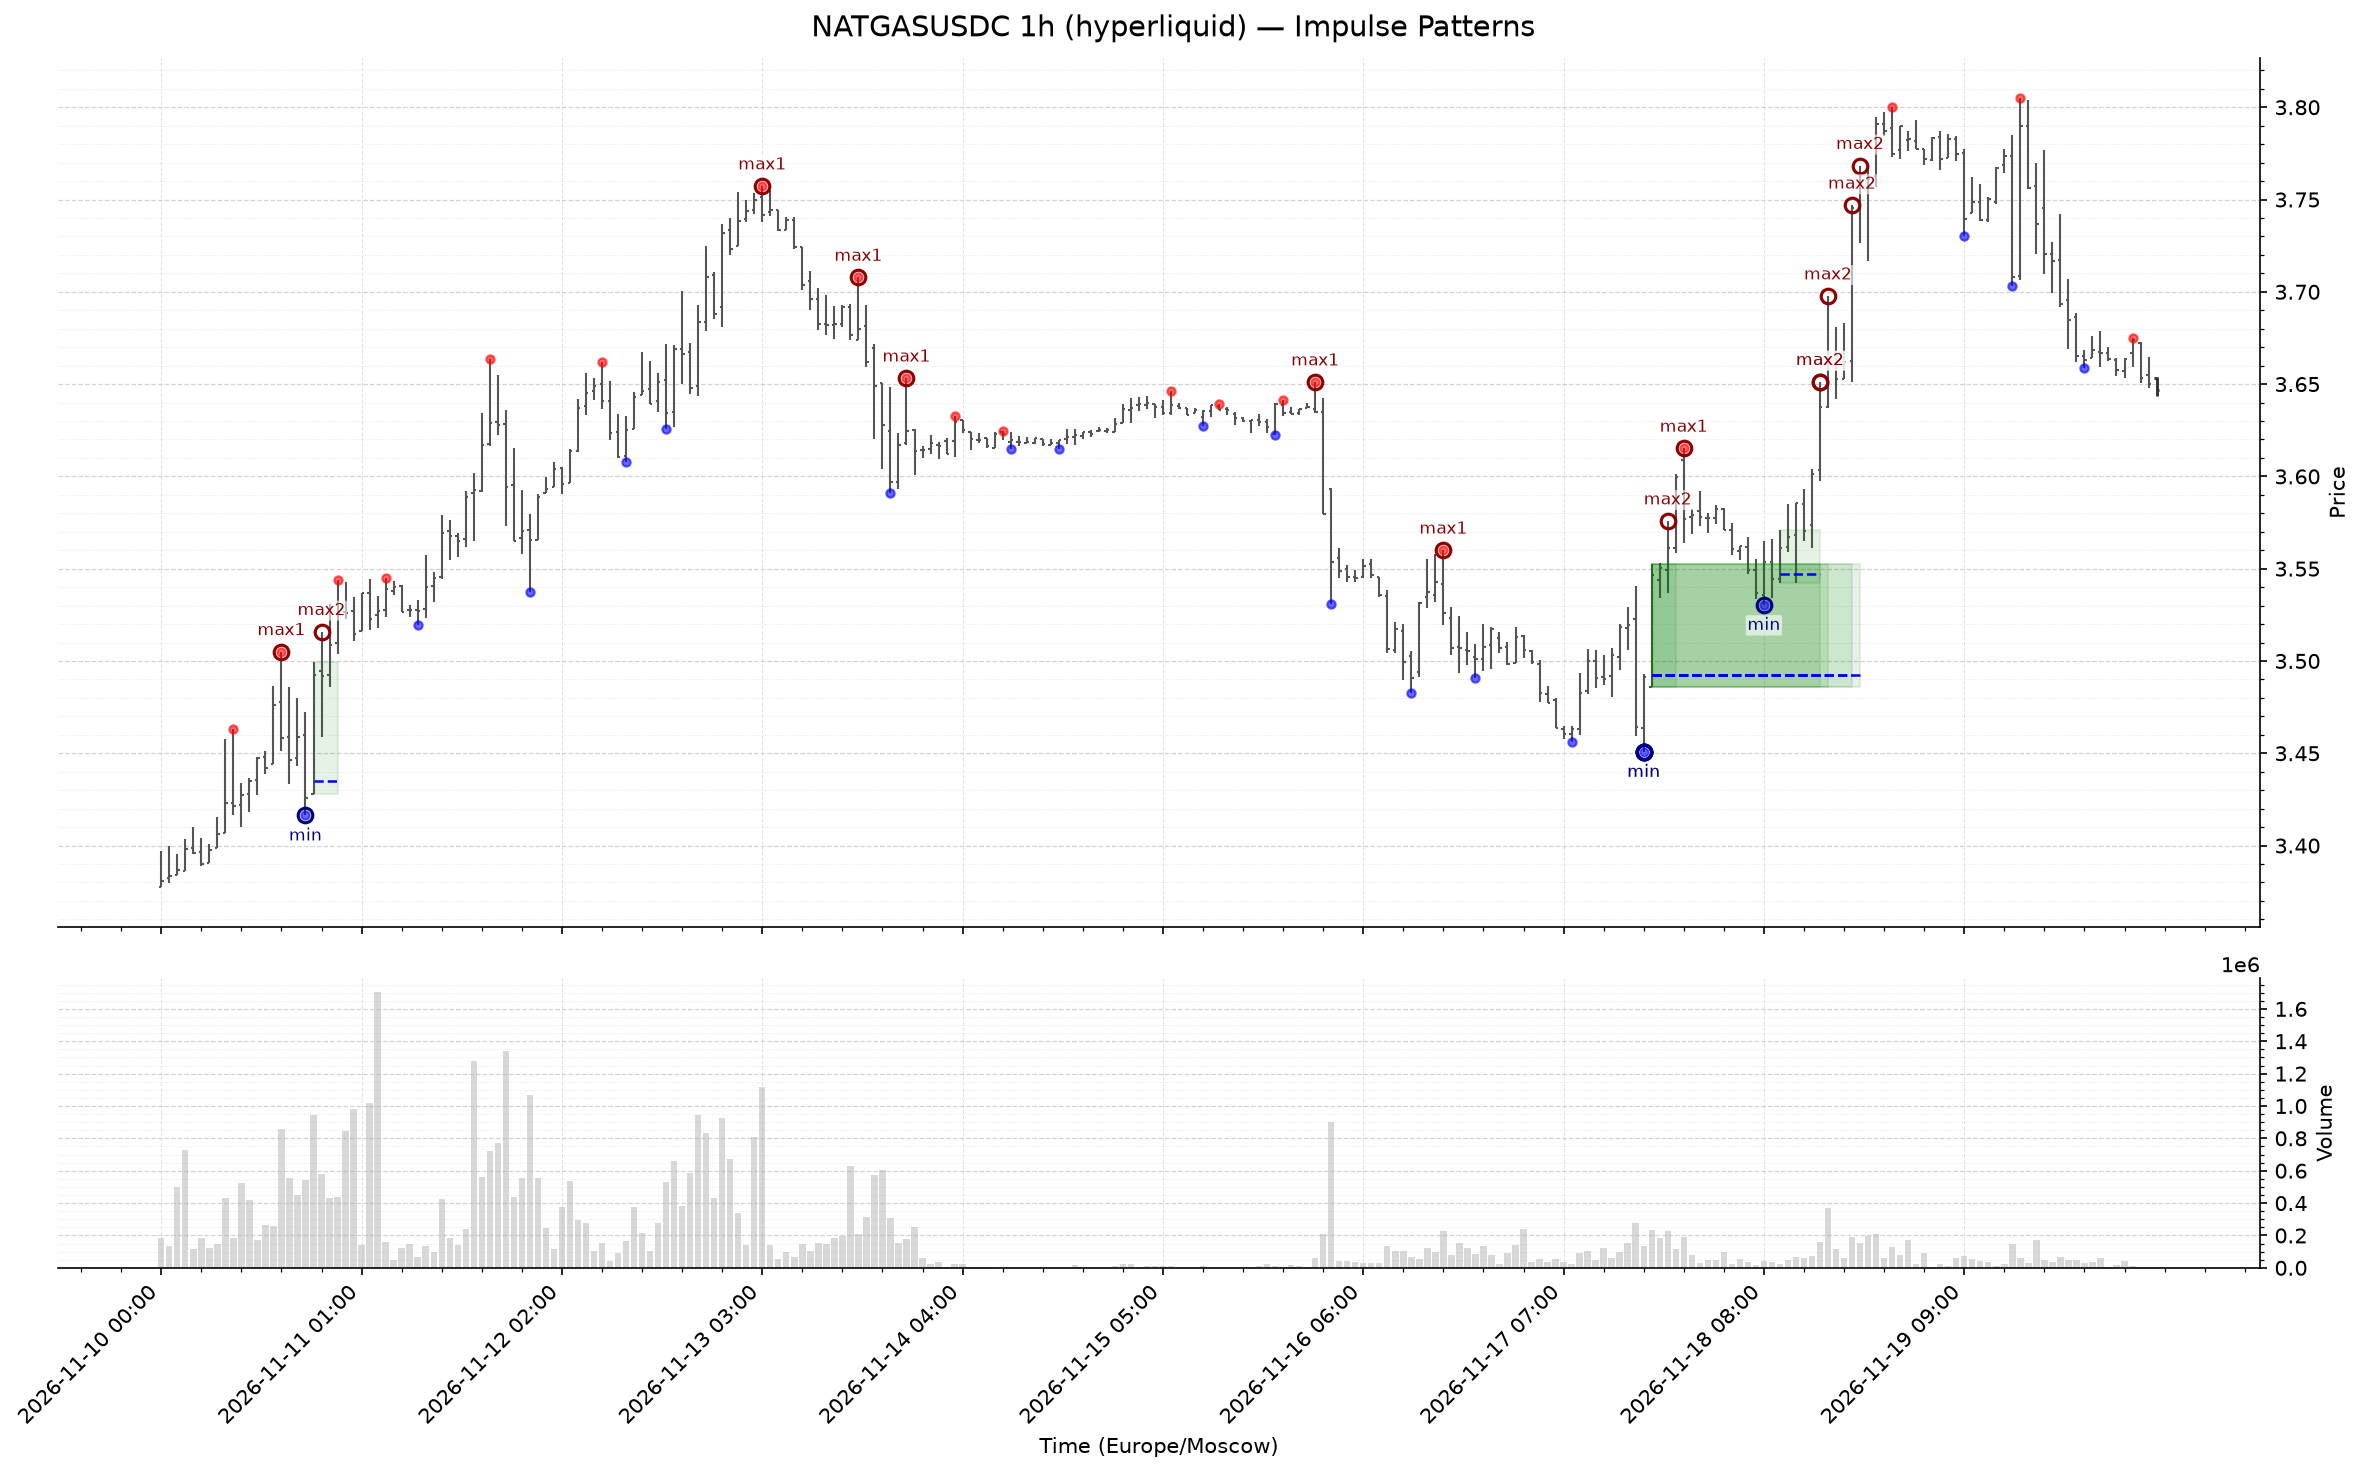 NATGASUSDC 1h (hyperliquid) — Impulse Patterns
3.80
max2
max1
3.75
max2
max1
max2
3.70
max1
max1
max2
3.65
max1
3.60
Price
max2
max1
3.55
max2
min
max1
3.50
min
3.45
min
3.40
1e6
1.6
1.4
1.2
1.0
0.8
Volume
0.6
0.4
0.2
0.0
2026-11-10 00:00
2026-11-11 01:00
2026-11-12 02:00
2026-11-13 03:00
2026-11-14 04:00
2026-11-15 05:00
2026-11-16 06:00
2026-11-17 07:00
2026-11-18 08:00
2026-11-19 09:00
Time (Europe/Moscow)